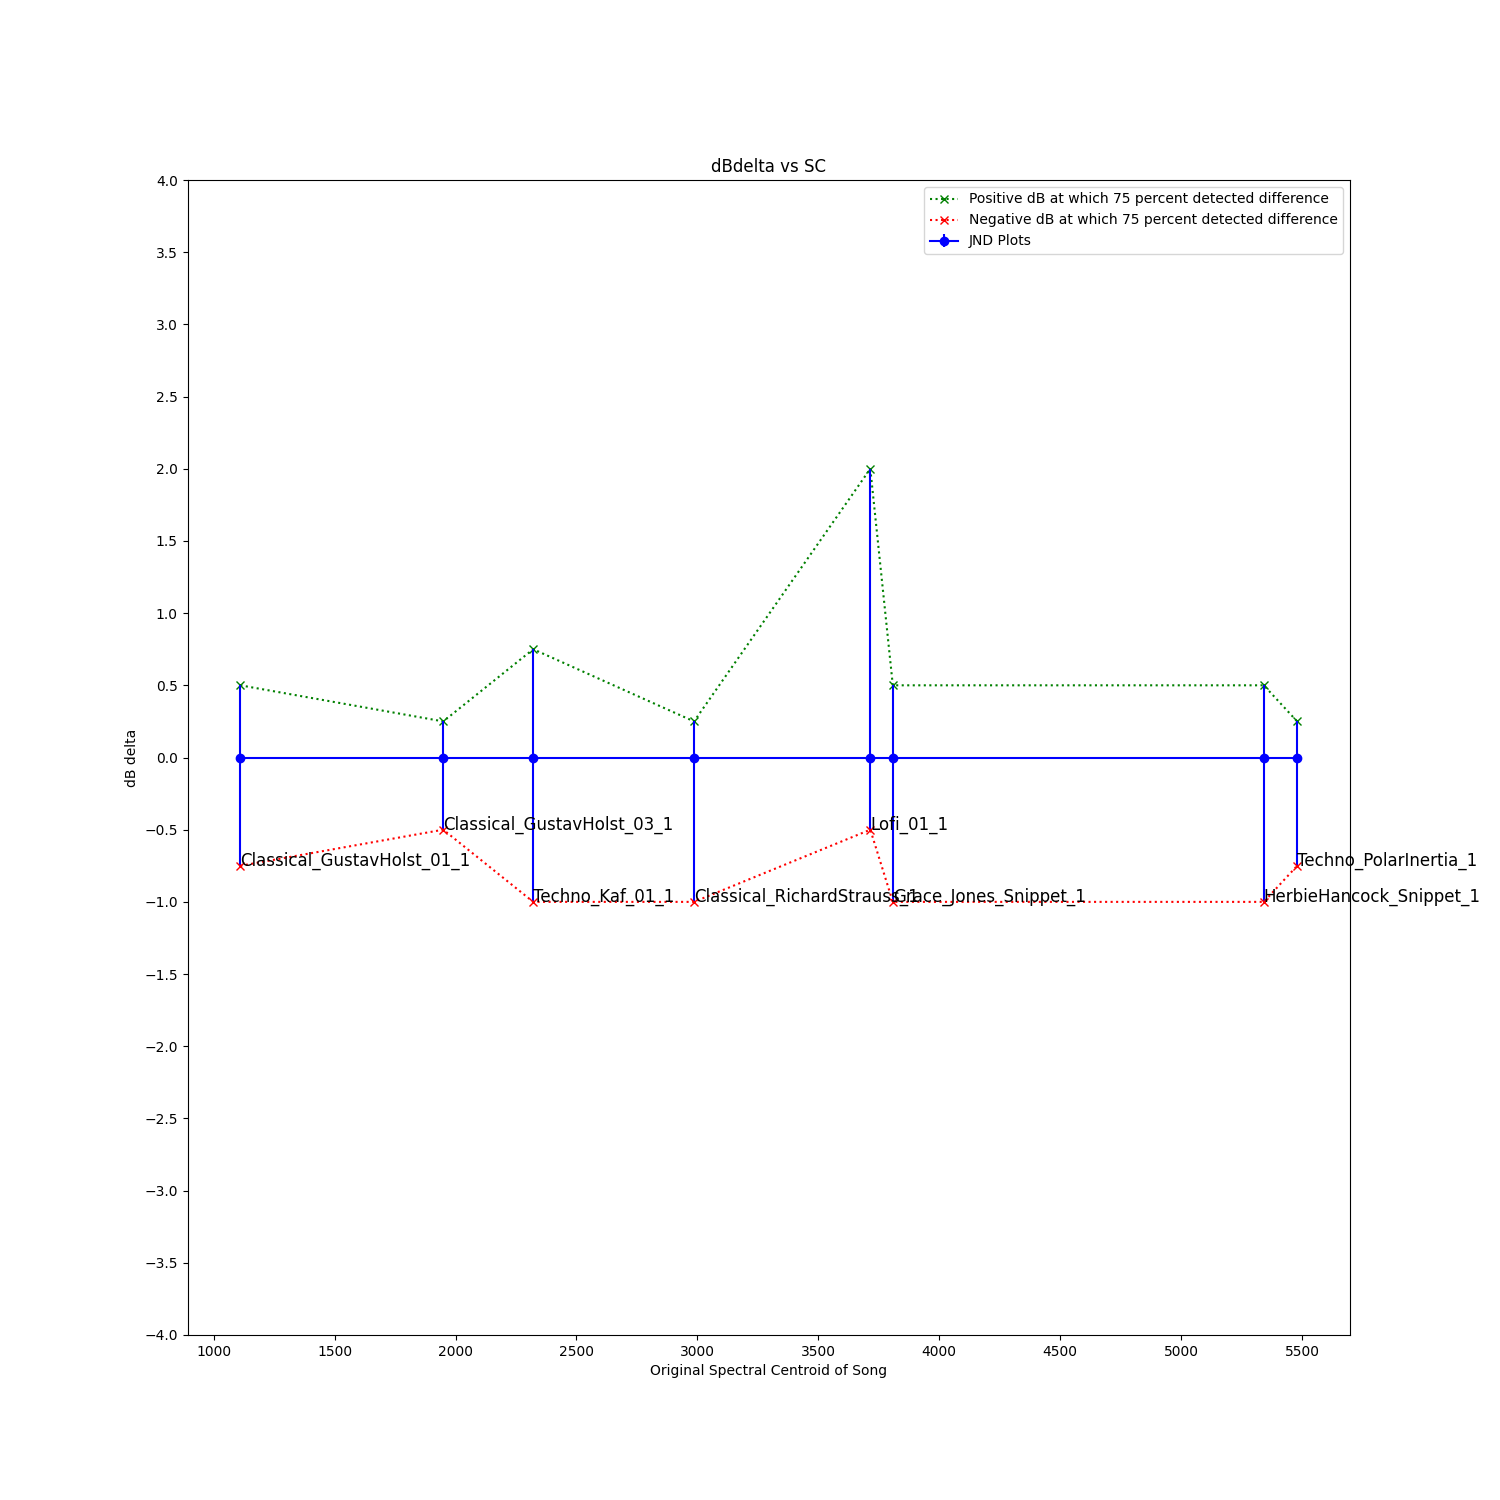 dBdelta vs SC
4.0
3.5
3.0
2.5
2.0
1.5
1.0
0.5
0.0
−0.5
−1.0
−1.5
−2.0
−2.5
−3.0
−3.5
−4.0
dB delta
Positive dB at which 75 percent detected difference
Negative dB at which 75 percent detected difference
JND Plots
Classical_GustavHolst_03_1
Lofi_01_1
Classical_GustavHolst_01_1
Techno_PolarInertia_1
Techno_Kaf_01_1
Classical_RichardStrauss_1
Grace_Jones_Snippet_1
HerbieHancock_Snippet_1
1000 1500 2000 2500 3000 3500 4000 4500 5000 5500
Original Spectral Centroid of Song